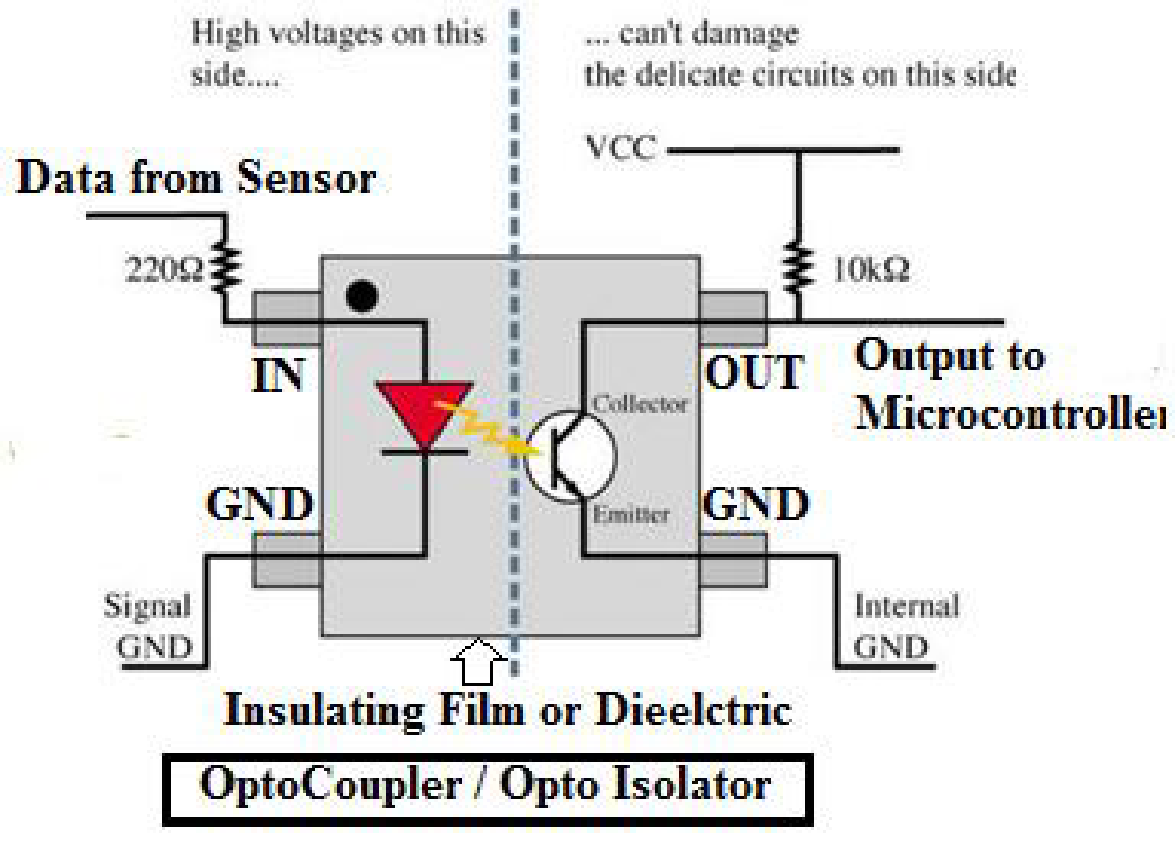 High voltages on this
side....
... can't damage
the delicate circuits on this side
VCC
Data from Sensor
220Ω
10kΩ
IN
OUT
Output to
Microcontroller
Collector
GND
Emitter
GND
Signal
GND
Internal
GND
Insulating Film or Dieelctric
OptoCoupler / Opto Isolator